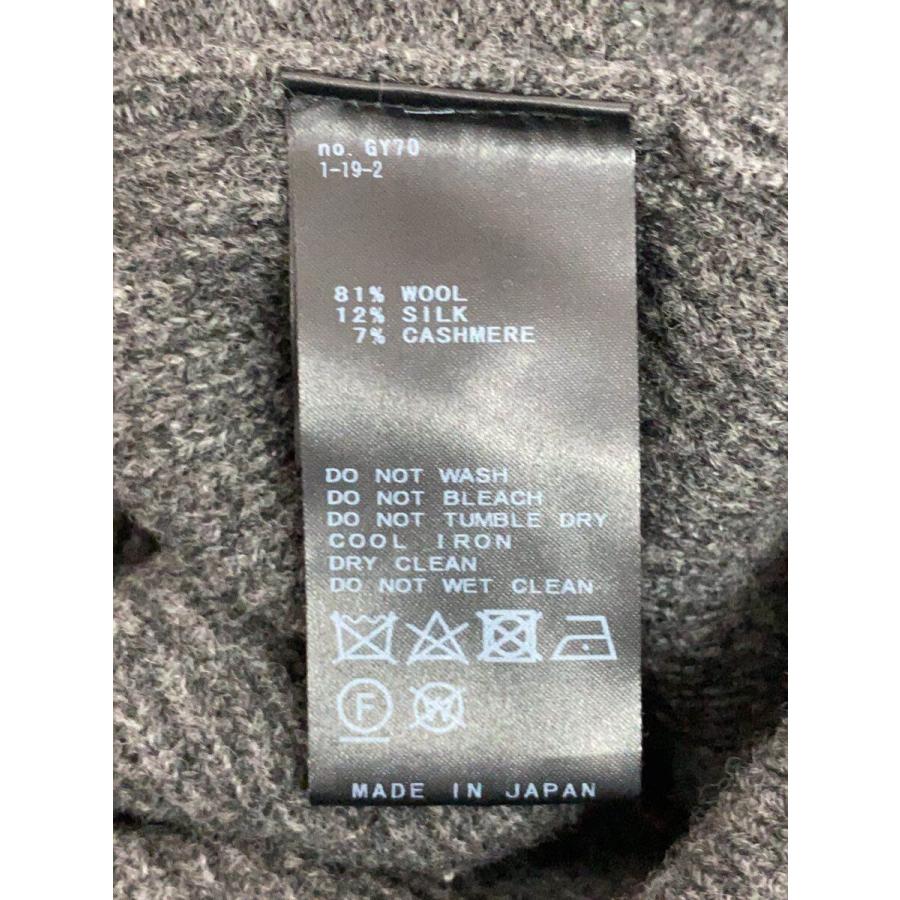 no. GY70
1-19-2
81% WOOL
12% SILK
7% CASHMERE
DO NOT WASH
DO NOT BLEACH
DO NOT TUMBLE DRY
COOL IRON
DRY CLEAN
DO NOT WET CLEAN
F
W
MADE IN JAPAN